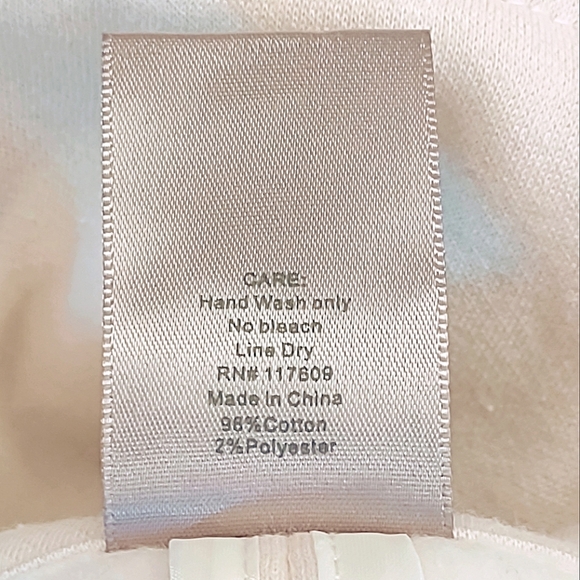 CARE:
Hand Wash only
No bleach
Line Dry
RN# 117609
Made In China
98%Cotton
2%Polyester